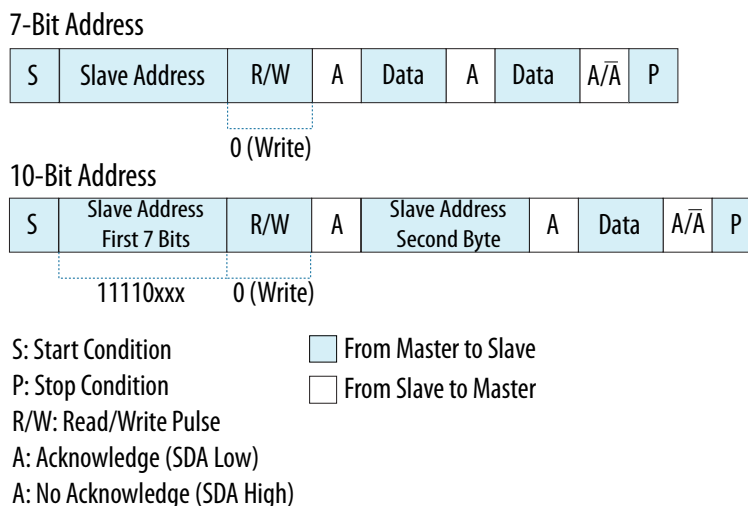 7-Bit Address
S Slave Address R/W A Data A Data A/A̅ P
0 (Write)
10-Bit Address
S Slave Address First 7 Bits R/W A Slave Address Second Byte A Data A/A̅ P
11110xxx 0 (Write)
S: Start Condition
P: Stop Condition
R/W: Read/Write Pulse
A: Acknowledge (SDA Low)
A: No Acknowledge (SDA High)
From Master to Slave
From Slave to Master